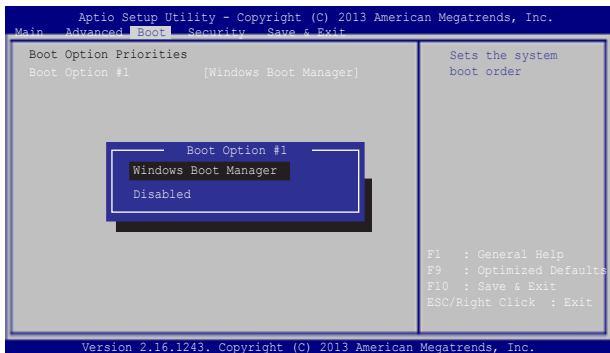 Aptio Setup Utility - Copyright (C) 2013 American Megatrends, Inc.
Main Advanced Boot Security Save & Exit
Boot Option Priorities
Boot Option #1 [Windows Boot Manager]
Sets the system
boot order
Boot Option #1
Windows Boot Manager
Disabled
F1 : General Help
F9 : Optimized Defaults
F10 : Save & Exit
ESC/Right Click : Exit
Version 2.16.1243. Copyright (C) 2013 American Megatrends, Inc.